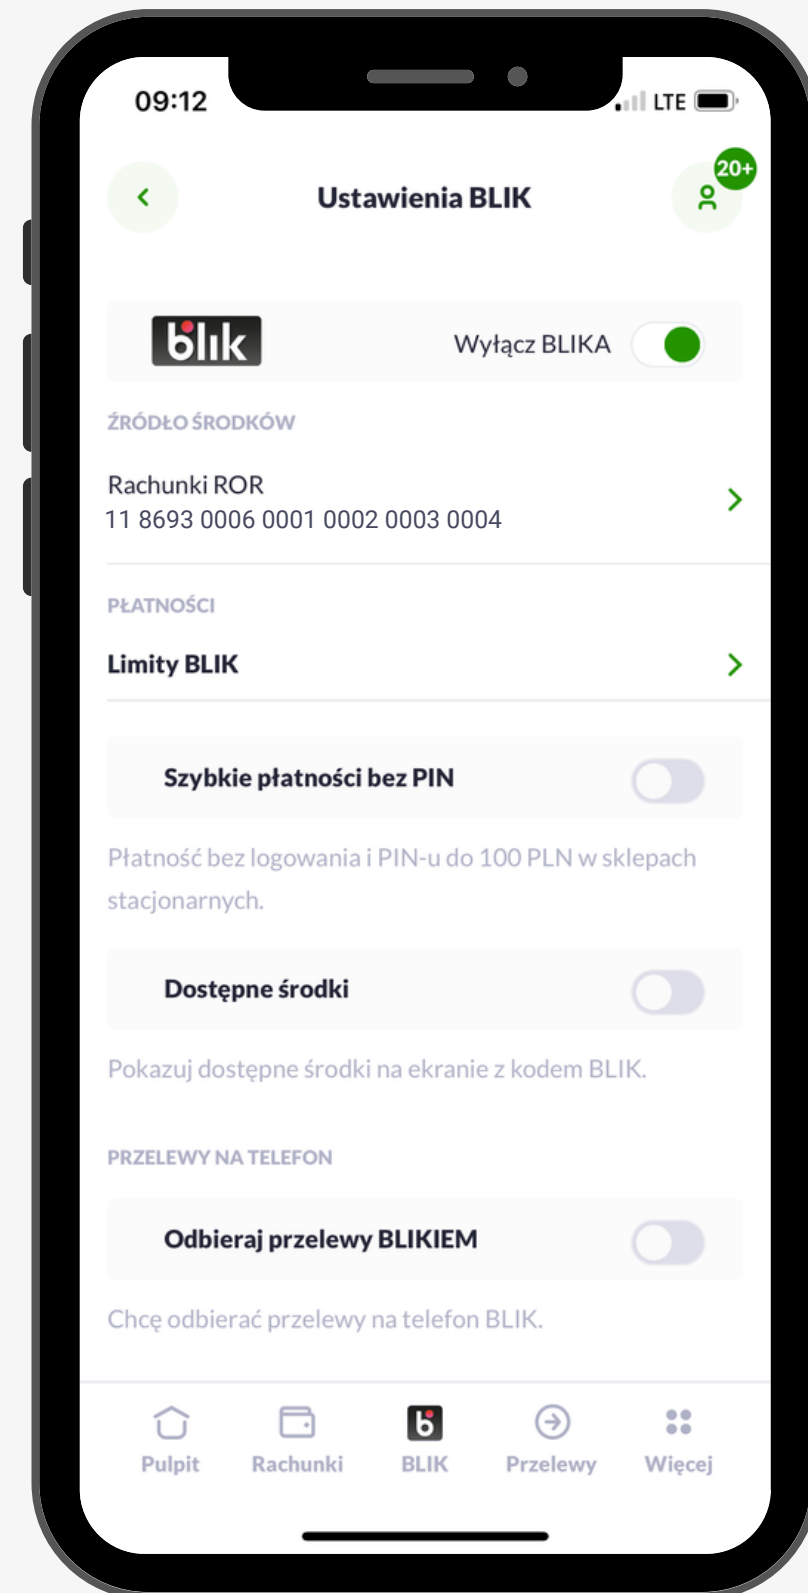 09:12
LTE
20+
Ustawienia BLIK
blik
Wyłącz BLIKA
ŹRÓDŁO ŚRODKÓW
Rachunki ROR
11 8693 0006 0001 0002 0003 0004
PŁATNOŚCI
Limity BLIK
Szybkie płatności bez PIN
Płatność bez logowania i PIN-u do 100 PLN w sklepach
stacjonarnych.
Dostępne środki
Pokazuj dostępne środki na ekranie z kodem BLIK.
PRZELEWY NA TELEFON
Odbieraj przelewy BLIKIEM
Chcę odbierać przelewy na telefon BLIK.
b
Pulpit Rachunki BLIK Przelewy Więcej